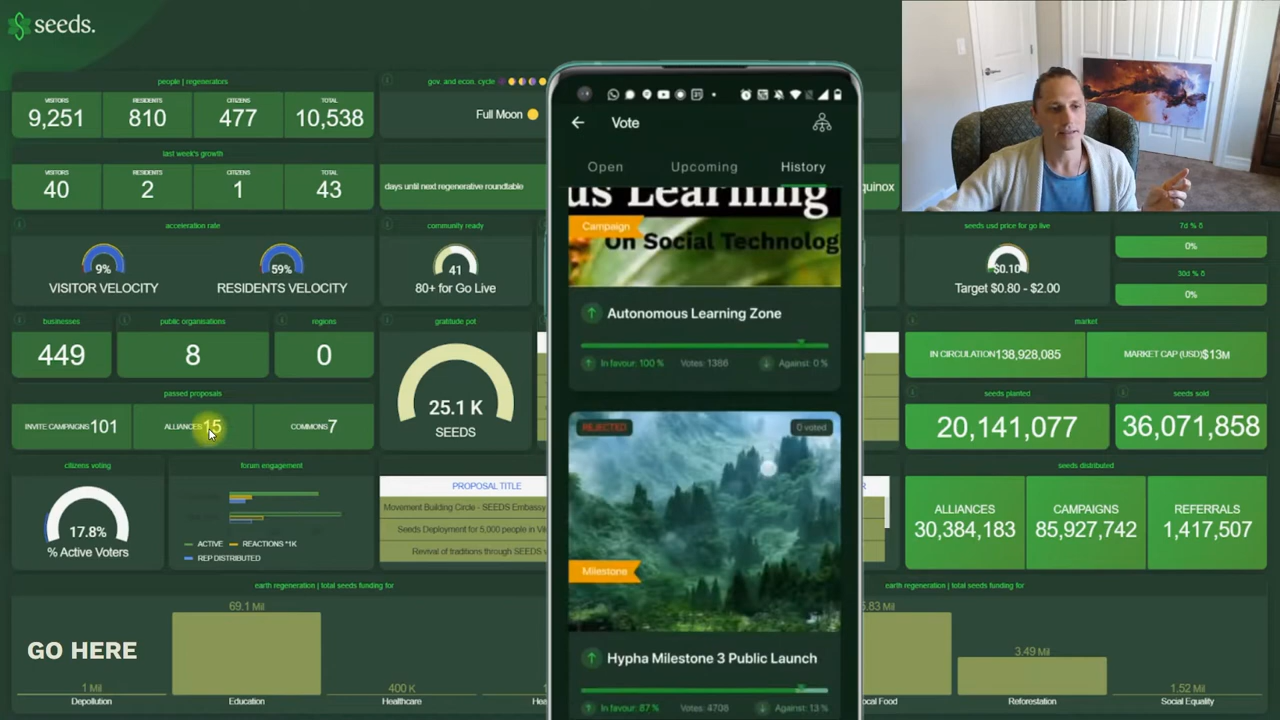 seeds.
people | regenerators
VISITORS
9,251
RESIDENTS
810
CITIZENS
477
TOTAL
10,538
last week's growth
VISITORS
40
RESIDENTS
2
CITIZENS
1
TOTAL
43
acceleration rate
9%
VISITOR VELOCITY
59%
RESIDENTS VELOCITY
community ready
41
80+ for Go Live
businesses
449
public organisations
8
regions
0
passed proposals
INVITE CAMPAIGNS 101
ALLIANCES 15
COMMONS 7
gratitude pot
25.1 K
SEEDS
citizens voting
17.8%
% Active Voters
forum engagement
ACTIVE
REACTIONS *1K
REP DISTRIBUTED
PROPOSAL TITLE
Movement Building Circle - SEEDS Embassy
Seeds Deployment for 5,000 people in
Revival of traditions through SEEDS
gov. and econ. cycle
Full Moon
days until next regenerative roundtable
quinox
Vote
Open
Upcoming
History
us Learning
Campaign
On Social Technolog
Autonomous Learning Zone
In favour: 100 %
Votes: 1386
Against: 0 %
REJECTED
0 voted
Milestone
Hypha Milestone 3 Public Launch
In favour: 87 %
Votes: 4708
Against: 13 %
seeds usd price for go live
$0.10
Target $0.80 - $2.00
7d % δ
0%
30d % δ
0%
market
IN CIRCULATION 138,928,085
MARKET CAP (USD) $13M
seeds planted
20,141,077
seeds sold
36,071,858
seeds distributed
ALLIANCES
30,384,183
CAMPAIGNS
85,927,742
REFERRALS
1,417,507
earth regeneration | total seeds funding for
GO HERE
1 Mil
Depollution
69.1 Mil
Education
400 K
Healthcare
earth regeneration | total seeds funding for
.83 Mil
ocal Food
3.49 Mil
Reforestation
1.52 Mil
Social Equality